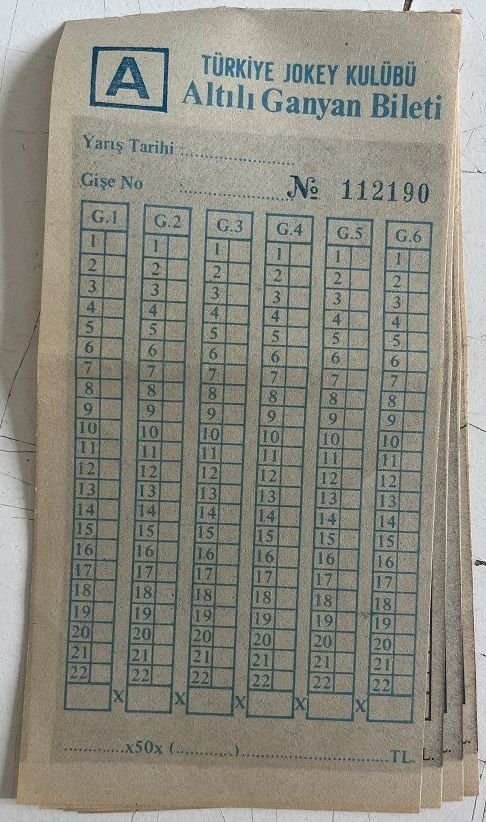 A
TÜRKİYE JOKEY KULÜBÜ
Altılı Ganyan Bileti
Yarış Tarihi :....................
Gişe No ....................№ 112190
G.1 G.2 G.3 G.4 G.5 G.6
1 1 1 1 1 1
2 2 2 2 2 2
3 3 3 3 3 3
4 4 4 4 4 4
5 5 5 5 5 5
6 6 6 6 6 6
7 7 7 7 7 7
8 8 8 8 8 8
9 9 9 9 9 9
10 10 10 10 10 10
11 11 11 11 11 11
12 12 12 12 12 12
13 13 13 13 13 13
14 14 14 14 14 14
15 15 15 15 15 15
16 16 16 16 16 16
17 17 17 17 17 17
18 18 18 18 18 18
19 19 19 19 19 19
20 20 20 20 20 20
21 21 21 21 21 21
22 22 22 22 22 22
x x x x x
............x50x (............)..............................TL.